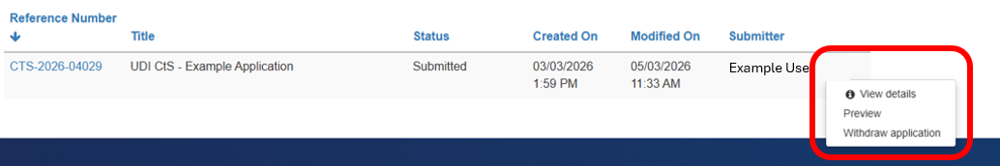 Reference Number
Title Status Created On Modified On Submitter
CTS-2026-04029 UDI CtS - Example Application Submitted 03/03/2026 05/03/2026 Example Use
1:59 PM 11:33 AM
View details
Preview
Withdraw application